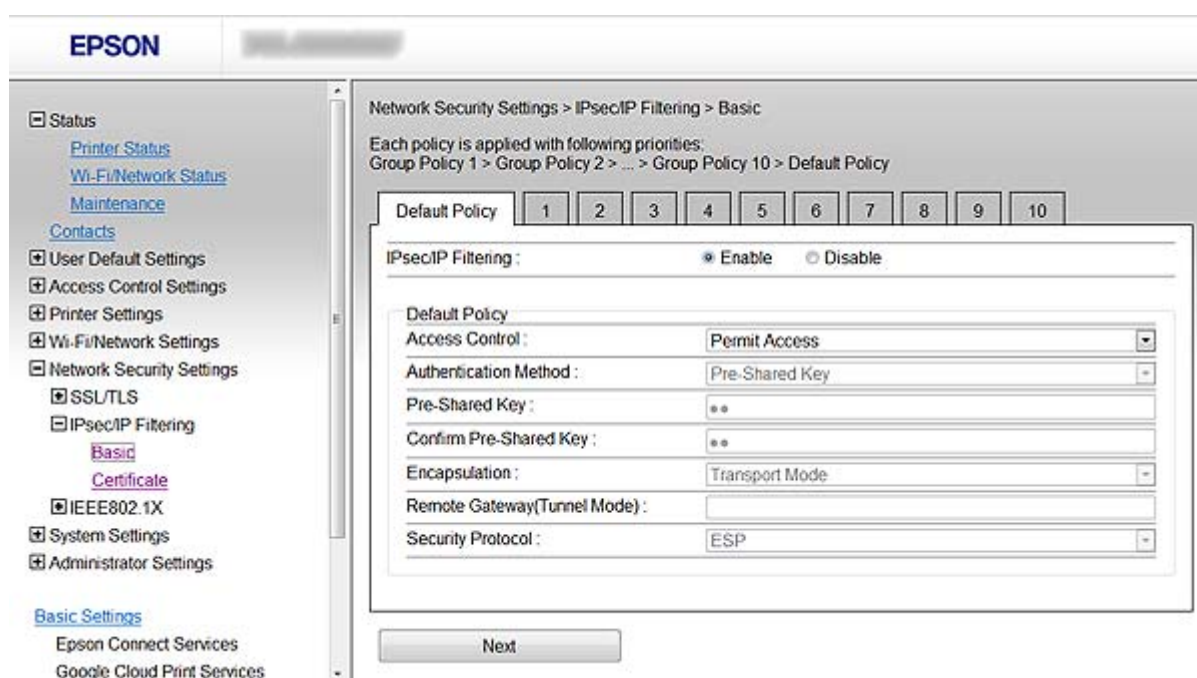 EPSON
Status
Printer Status
Wi-Fi/Network Status
Maintenance
Contacts
User Default Settings
Access Control Settings
Printer Settings
Wi-Fi/Network Settings
Network Security Settings
SSL/TLS
IPsec/IP Filtering
Basic
Certificate
IEEE802.1X
System Settings
Administrator Settings
Basic Settings
Epson Connect Services
Google Cloud Print Services
Network Security Settings > IPsec/IP Filtering > Basic
Each policy is applied with following priorities:
Group Policy 1 > Group Policy 2 > ... > Group Policy 10 > Default Policy
Default Policy 1 2 3 4 5 6 7 8 9 10
IPsec/IP Filtering : Enable Disable
Default Policy
Access Control : Permit Access
Authentication Method : Pre-Shared Key
Pre-Shared Key : ●●
Confirm Pre-Shared Key : ●●
Encapsulation : Transport Mode
Remote Gateway(Tunnel Mode) :
Security Protocol : ESP
Next